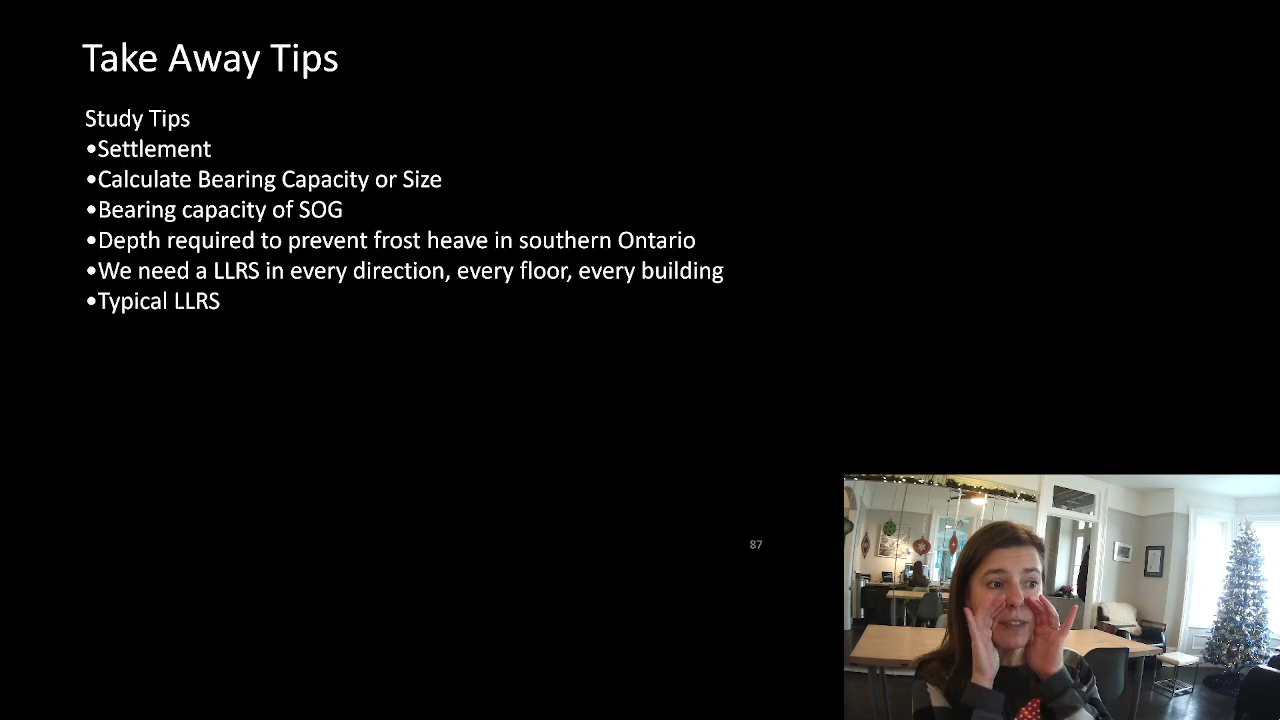 Take Away Tips
Study Tips
•Settlement
•Calculate Bearing Capacity or Size
•Bearing capacity of SOG
•Depth required to prevent frost heave in southern Ontario
•We need a LLRS in every direction, every floor, every building
•Typical LLRS
87